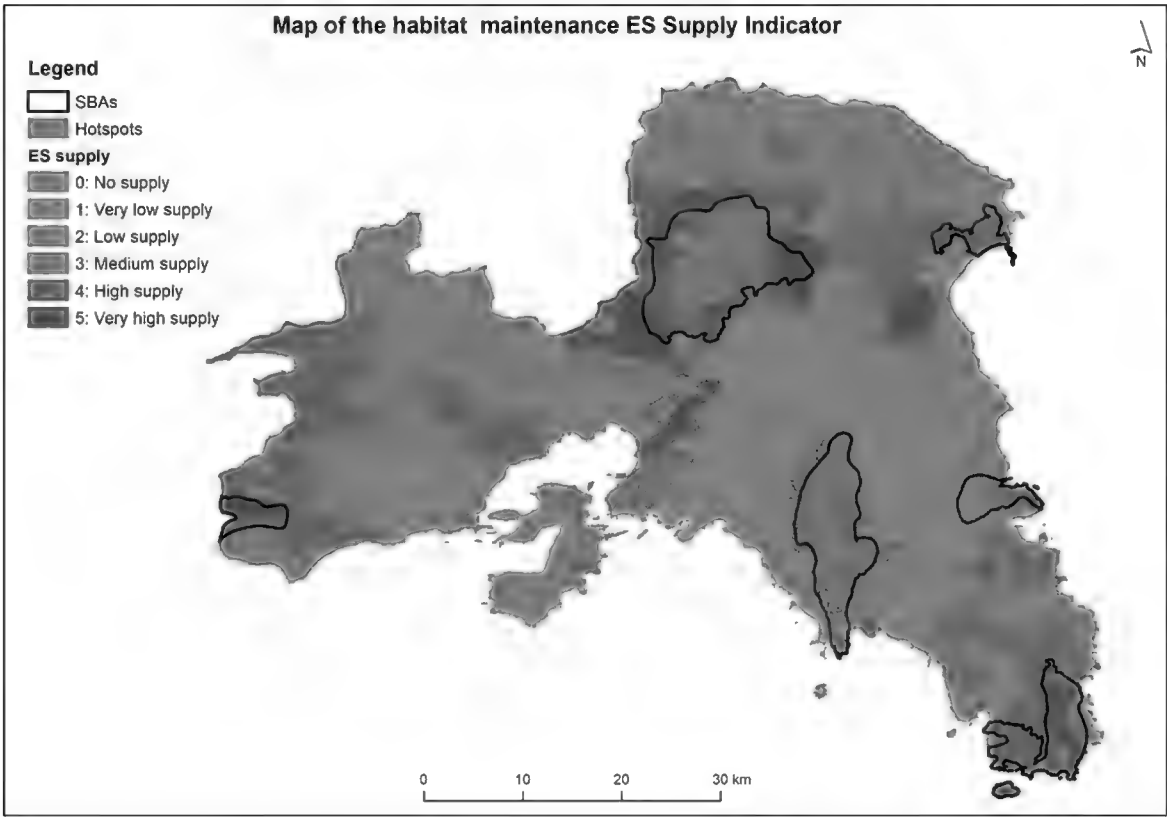 Map of the habitat maintenance ES Supply Indicator
N
Legend
SBAs
Hotspots
ES supply
0: No supply
1: Very low supply
2: Low supply
3: Medium supply
4: High supply
5: Very high supply
0 10 20 30 km